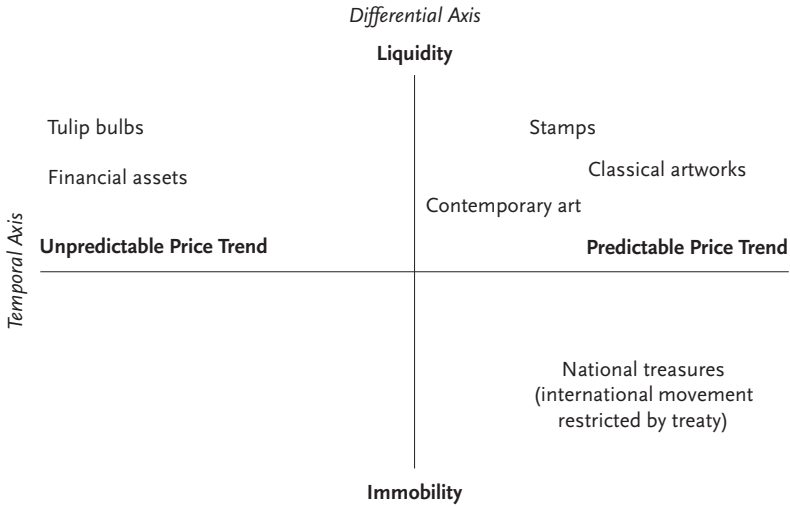 Differential Axis
Liquidity
Tulip bulbs
Stamps
Financial assets
Classical artworks
Contemporary art
Temporal Axis
Unpredictable Price Trend
Predictable Price Trend
National treasures
(international movement
restricted by treaty)
Immobility